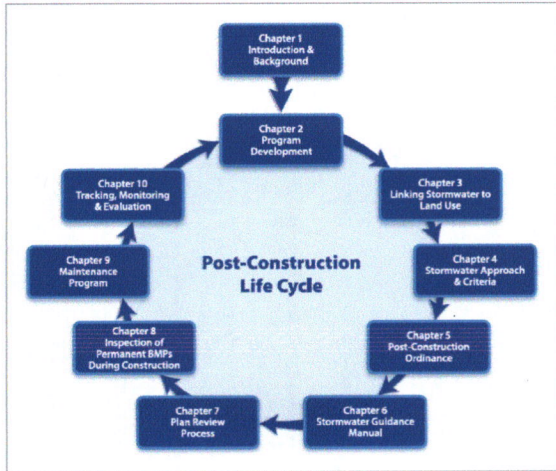 Chapter 1
Introduction &
Background
Chapter 2
Program
Development
Chapter 3
Linking Stormwater to
Land Use
Chapter 4
Stormwater Approach
& Criteria
Chapter 5
Post-Construction
Ordinance
Chapter 6
Stormwater Guidance
Manual
Chapter 7
Plan Review
Process
Chapter 8
Inspection of
Permanent BMPs
During Construction
Chapter 9
Maintenance
Program
Chapter 10
Tracking, Monitoring
& Evaluation
Post-Construction
Life Cycle